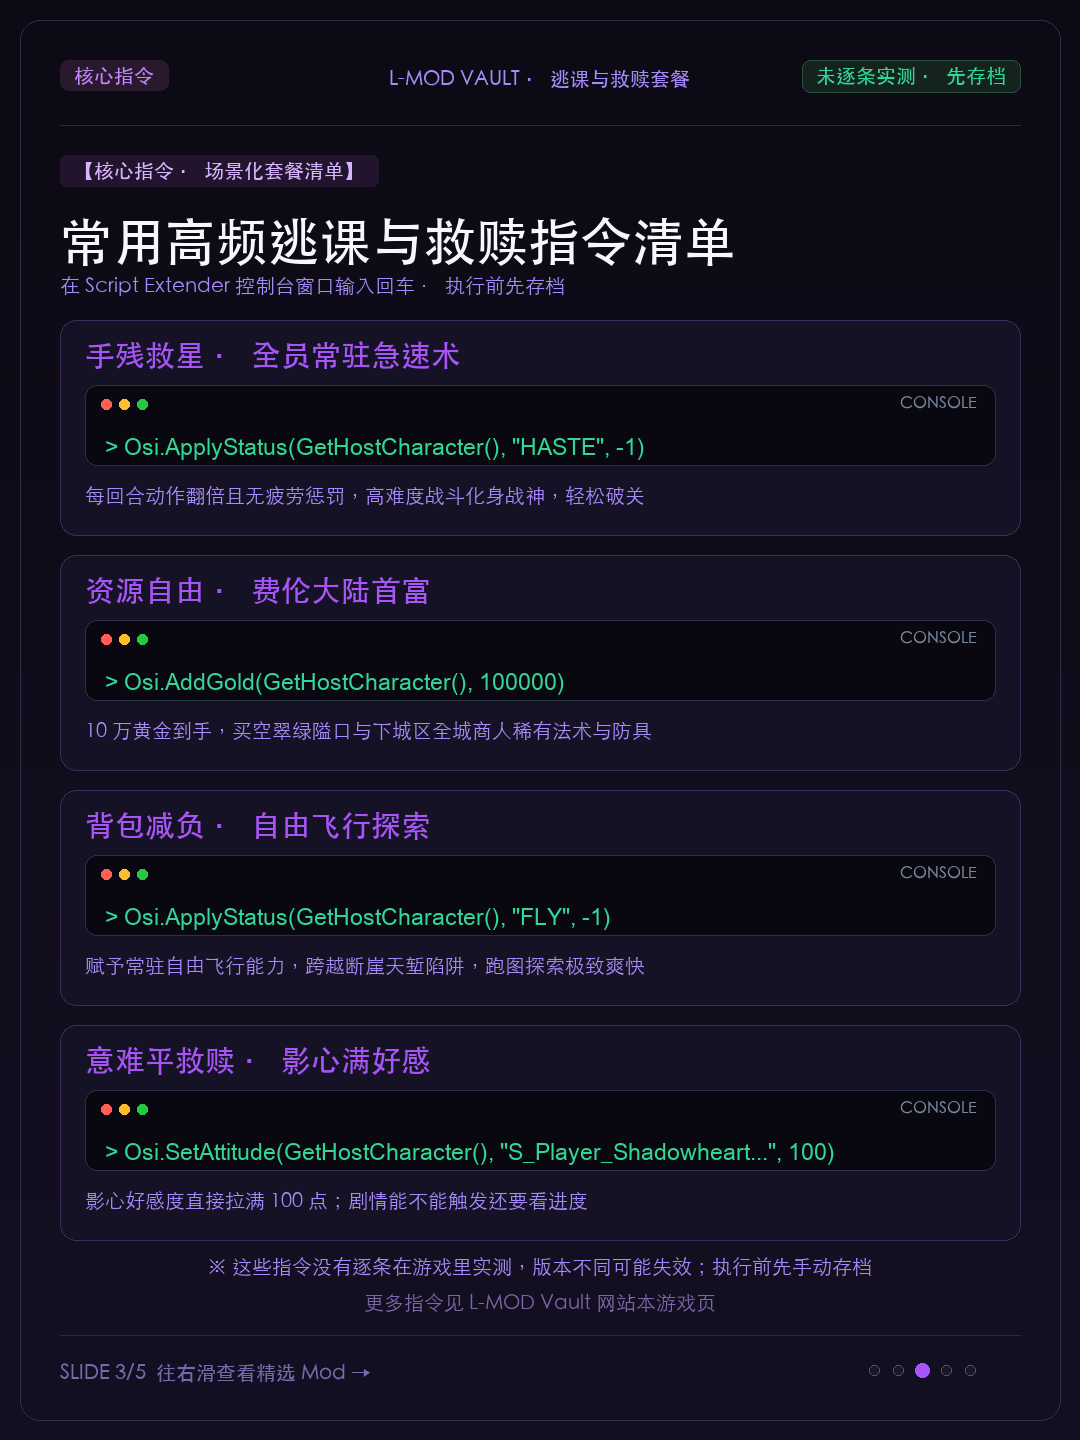 核心指令
L-MOD VAULT · 逃课与救赎套餐
未逐条实测 · 先存档
【核心指令 · 场景化套餐清单】
常用高频逃课与救赎指令清单
在 Script Extender 控制台窗口输入回车 · 执行前先存档
手残救星 · 全员常驻急速术
CONSOLE
> Osi.ApplyStatus(GetHostCharacter(), "HASTE", -1)
每回合动作翻倍且无疲劳惩罚，高难度战斗化身战神，轻松破关
资源自由 · 费伦大陆首富
CONSOLE
> Osi.AddGold(GetHostCharacter(), 100000)
10 万黄金到手，买空翠绿隘口与下城区全城商人稀有法术与防具
背包减负 · 自由飞行探索
CONSOLE
> Osi.ApplyStatus(GetHostCharacter(), "FLY", -1)
赋予常驻自由飞行能力，跨越断崖天堑陷阱，跑图探索极致爽快
意难平救赎 · 影心满好感
CONSOLE
> Osi.SetAttitude(GetHostCharacter(), "S_Player_Shadowheart...", 100)
影心好感度直接拉满 100 点；剧情能不能触发还要看进度
※ 这些指令没有逐条在游戏里实测，版本不同可能失效；执行前先手动存档
更多指令见 L-MOD Vault 网站本游戏页
SLIDE 3/5 往右滑查看精选 Mod →